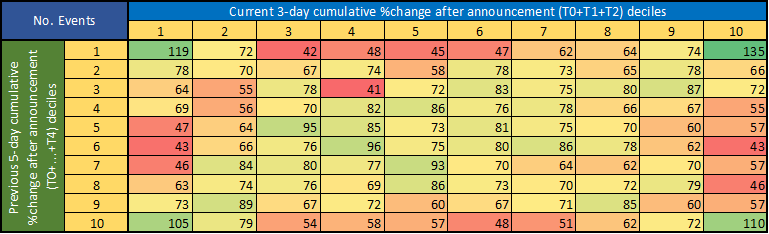 No. Events
Current 3-day cumulative %change after announcement (T0+T1+T2) deciles
1 2 3 4 5 6 7 8 9 10
Previous 5-day cumulative
%change after announcement
(T0+...+T4) deciles
1 119 72 42 48 45 47 62 64 74 135
2 78 70 67 74 58 78 73 65 78 66
3 64 55 78 41 72 83 75 80 87 72
4 69 56 70 82 86 76 78 66 67 55
5 47 64 95 85 73 81 75 70 60 57
6 43 66 76 96 75 80 86 78 62 43
7 46 84 80 77 93 70 64 62 70 57
8 63 74 76 69 86 73 70 72 79 46
9 73 89 67 72 60 67 71 85 60 57
10 105 79 54 58 57 48 51 62 72 110